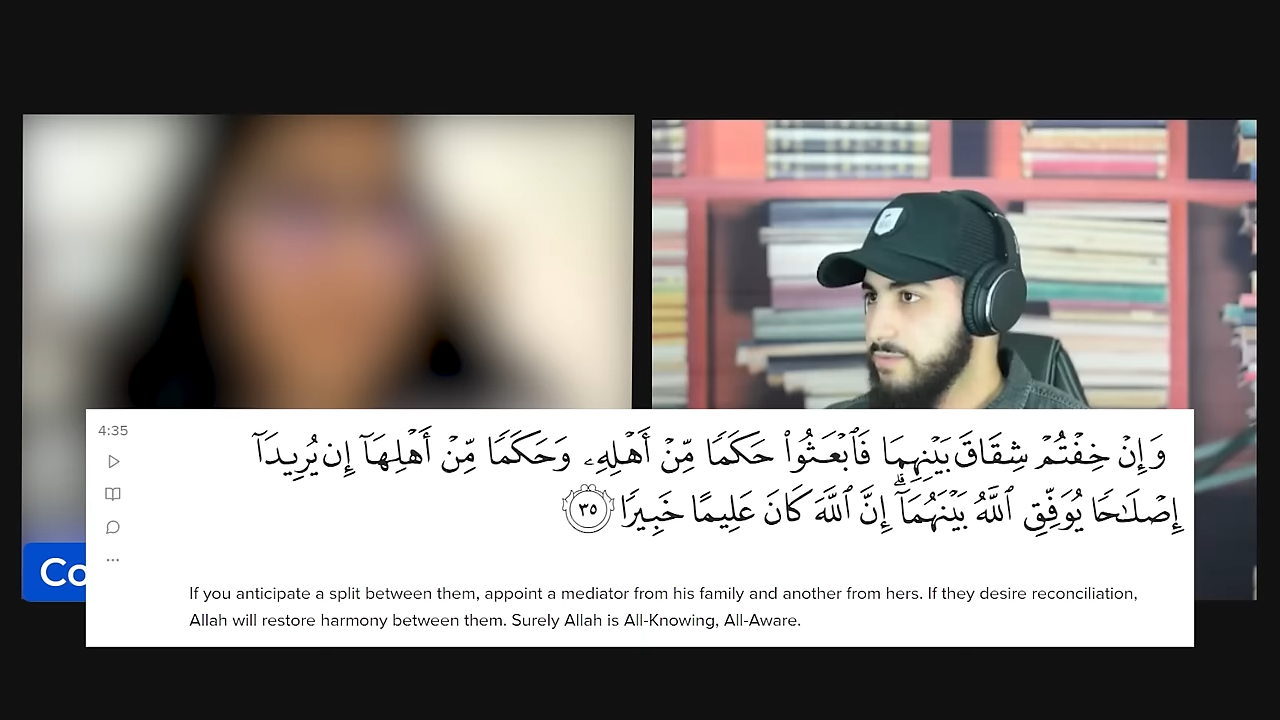 4:35
وَإِنْ خِفْتُمْ شِقَاقَ بَيْنِهِمَا فَٱبْعَثُوا۟ حَكَمًا مِّنْ أَهْلِهِۦ وَحَكَمًا مِّنْ أَهْلِهَآ إِن يُرِيدَآ
إِصْلَـٰحًا يُوَفِّقِ ٱللَّهُ بَيْنَهُمَآ ۗ إِنَّ ٱللَّهَ كَانَ عَلِيمًا خَبِيرًا ٣٥
If you anticipate a split between them, appoint a mediator from his family and another from hers. If they desire reconciliation,
Allah will restore harmony between them. Surely Allah is All-Knowing, All-Aware.
Co